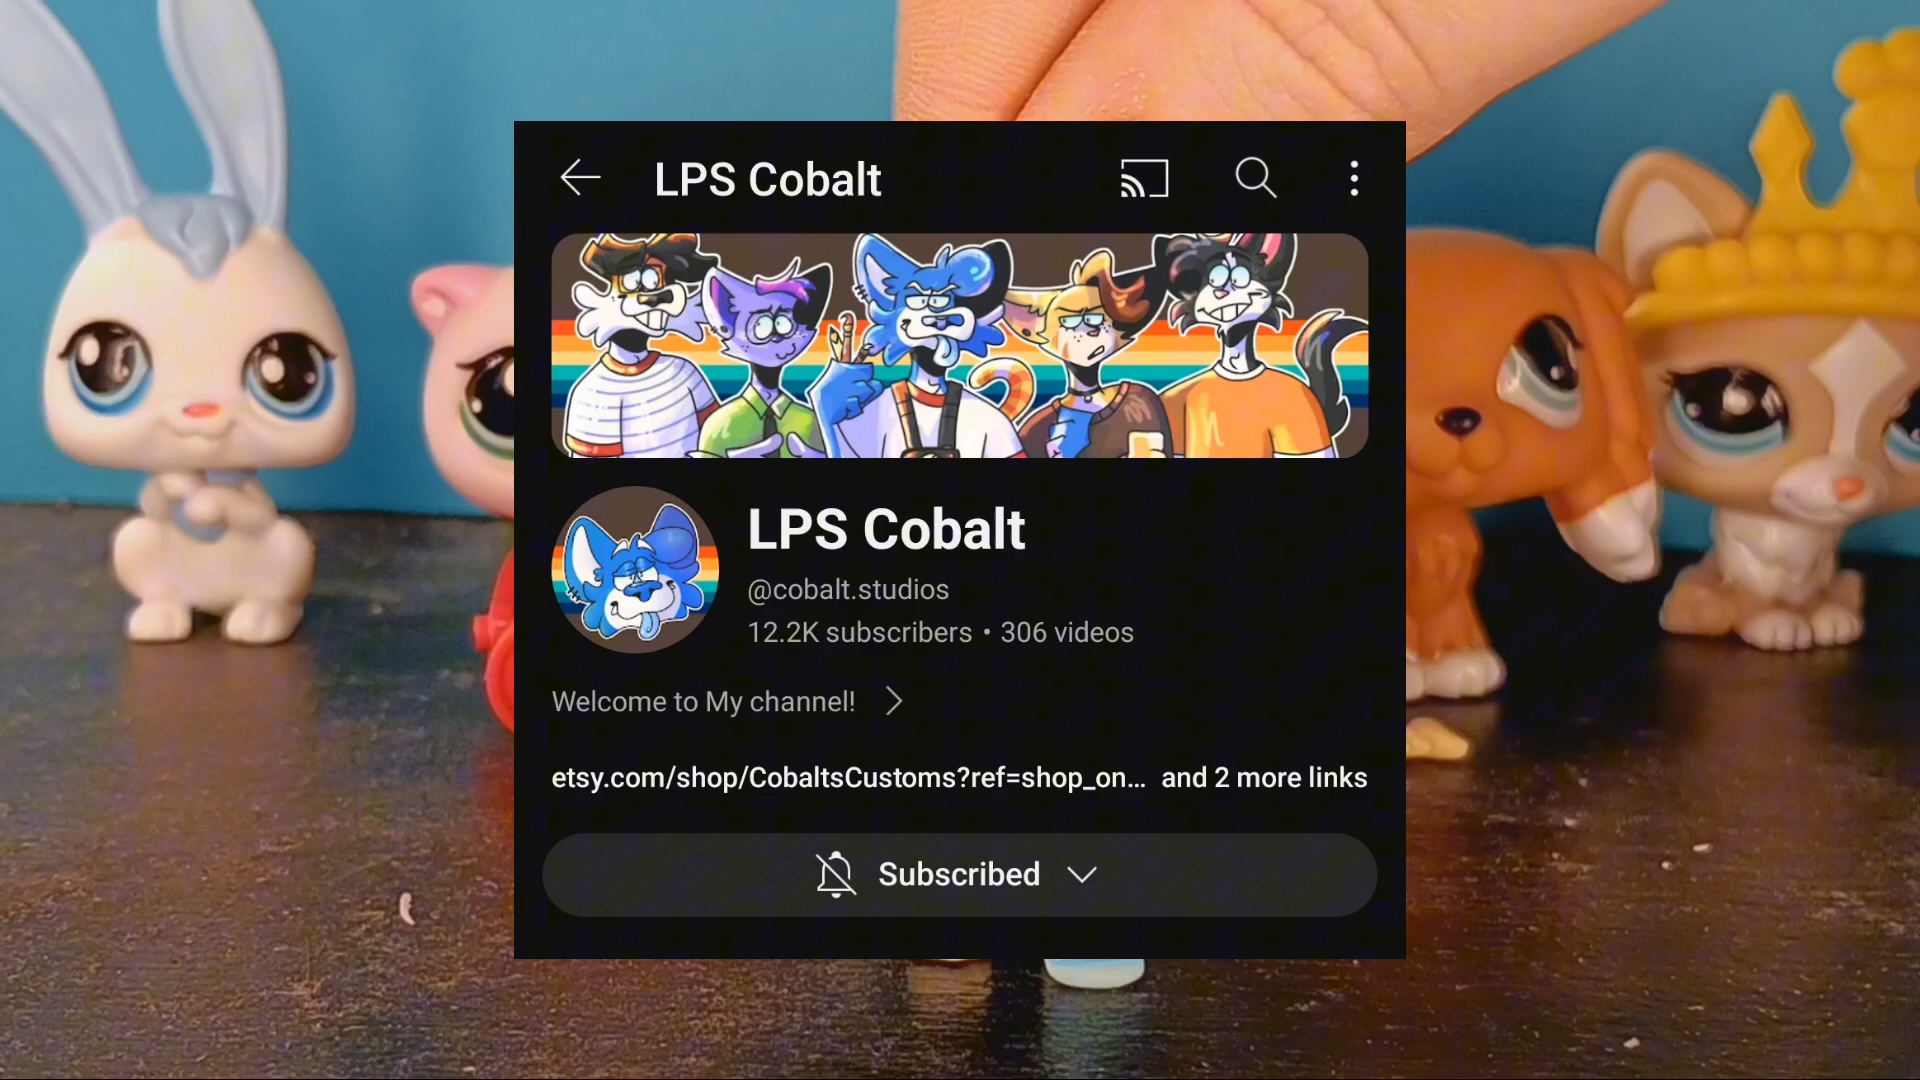 LPS Cobalt
LPS Cobalt
@cobalt.studios
12.2K subscribers • 306 videos
Welcome to My channel!
etsy.com/shop/CobaltsCustoms?ref=shop_on... and 2 more links
Subscribed